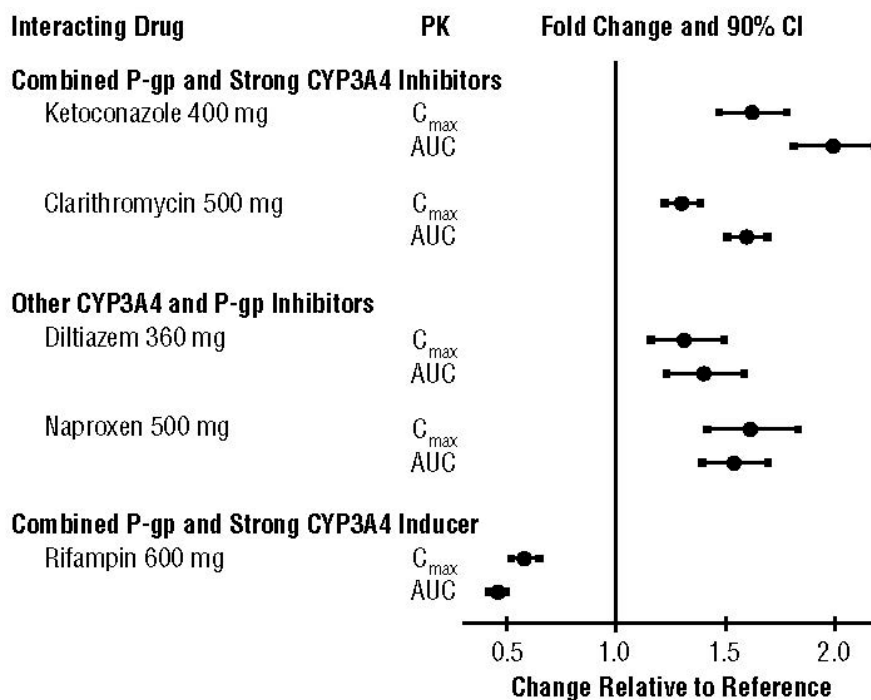 Interacting Drug PK Fold Change and 90% CI
Combined P-gp and Strong CYP3A4 Inhibitors
Ketoconazole 400 mg Cmax
AUC
Clarithromycin 500 mg Cmax
AUC
Other CYP3A4 and P-gp Inhibitors
Diltiazem 360 mg Cmax
AUC
Naproxen 500 mg Cmax
AUC
Combined P-gp and Strong CYP3A4 Inducer
Rifampin 600 mg Cmax
AUC
0.5 1.0 1.5 2.0
Change Relative to Reference